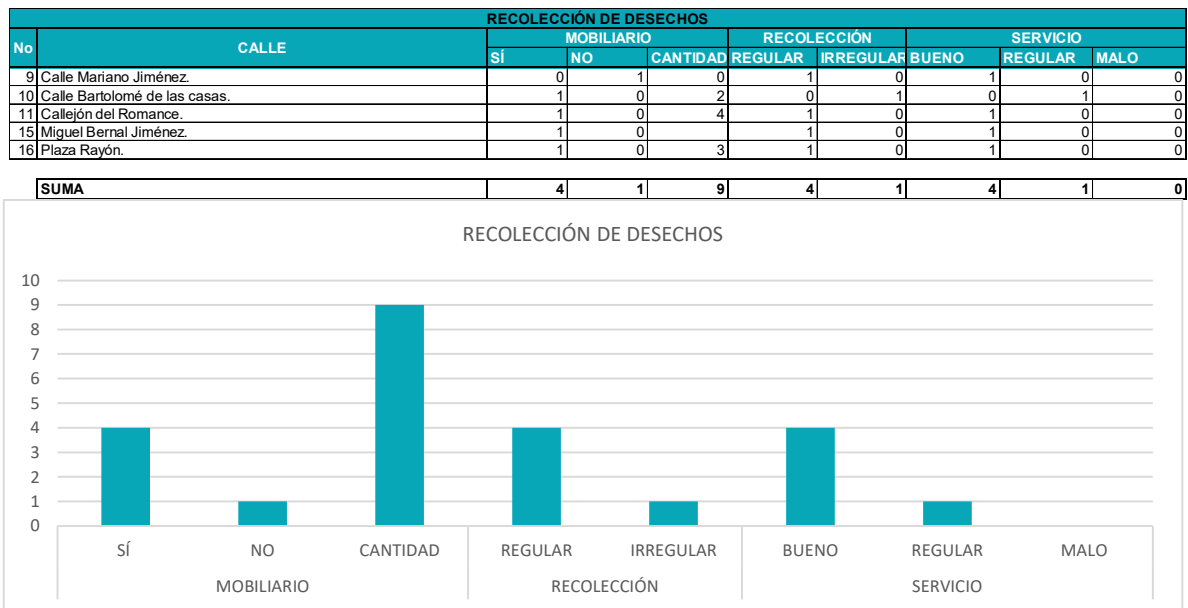 RECOLECCIÓN DE DESECHOS
No CALLE MOBILIARIO RECOLECCIÓN SERVICIO
SÍ NO CANTIDAD REGULAR IRREGULAR BUENO REGULAR MALO
9 Calle Mariano Jiménez. 0 1 0 1 0 1 0 0
10 Calle Bartolomé de las casas. 1 0 2 0 1 0 1 0
11 Callejón del Romance. 1 0 4 1 0 1 0 0
15 Miguel Bernal Jiménez. 1 0 1 0 1 0 0
16 Plaza Rayón. 1 0 3 1 0 1 0 0
SUMA 4 1 9 4 1 4 1 0
RECOLECCIÓN DE DESECHOS
10
9
8
7
6
5
4
3
2
1
0
SÍ NO CANTIDAD REGULAR IRREGULAR BUENO REGULAR MALO
MOBILIARIO RECOLECCIÓN SERVICIO